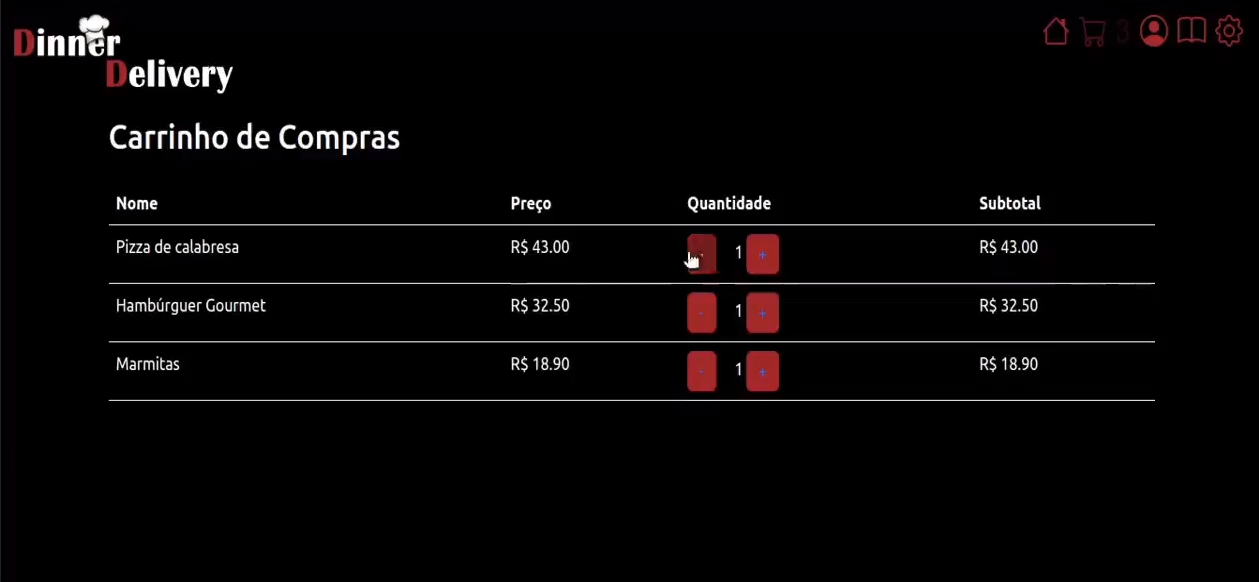 Dinner
Delivery
3
Carrinho de Compras
Nome Preço Quantidade Subtotal
Pizza de calabresa R$ 43.00 1 + R$ 43.00
Hambúrguer Gourmet R$ 32.50 - 1 + R$ 32.50
Marmitas R$ 18.90 - 1 + R$ 18.90